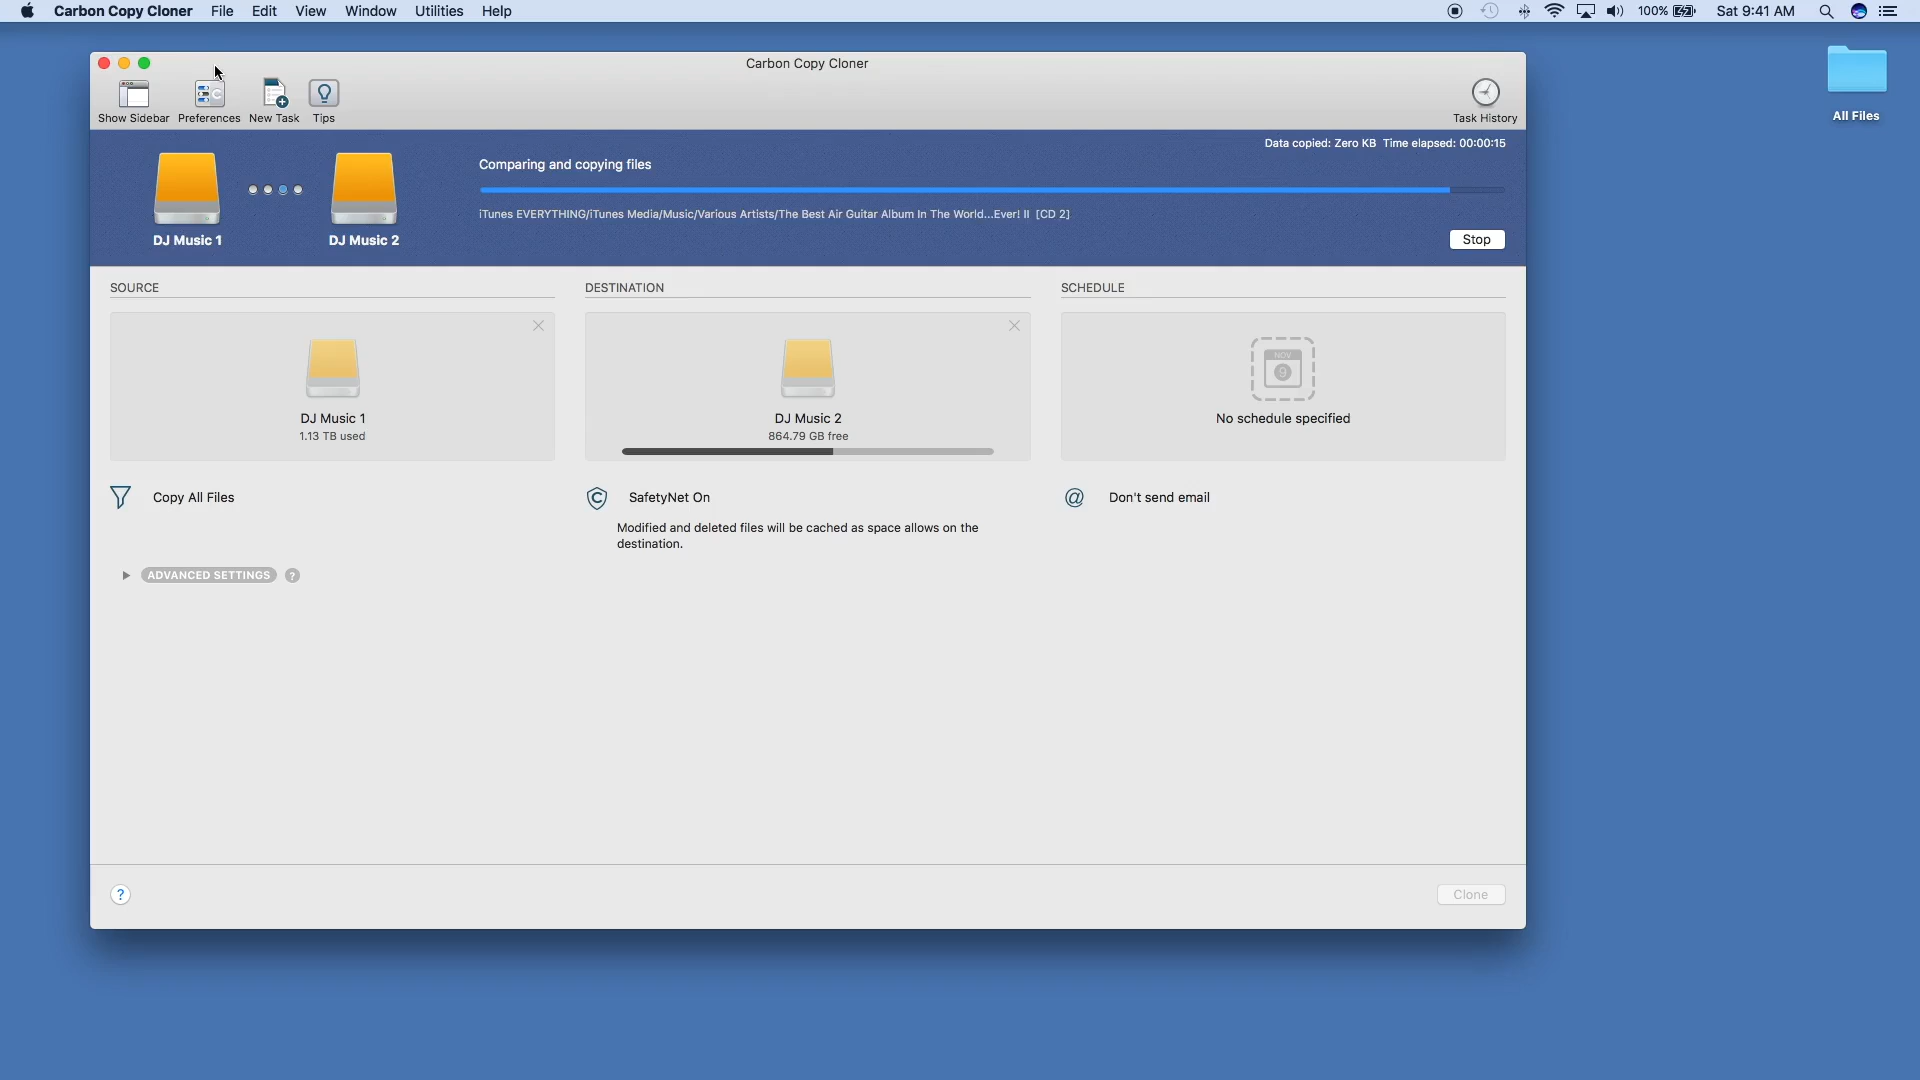 Carbon Copy Cloner File Edit View Window Utilities Help 100% Sat 9:41 AM
All Files
Carbon Copy Cloner
Show Sidebar Preferences New Task Tips Task History
Data copied: Zero KB Time elapsed: 00:00:15
Comparing and copying files
iTunes EVERYTHING/iTunes Media/Music/Various Artists/The Best Air Guitar Album In The World...Ever! II [CD 2]
DJ Music 1 DJ Music 2
Stop
SOURCE DESTINATION SCHEDULE
NOV
9
DJ Music 1 DJ Music 2 No schedule specified
1.13 TB used 864.79 GB free
Copy All Files SafetyNet On @ Don't send email
Modified and deleted files will be cached as space allows on the
destination.
ADVANCED SETTINGS ?
? Clone